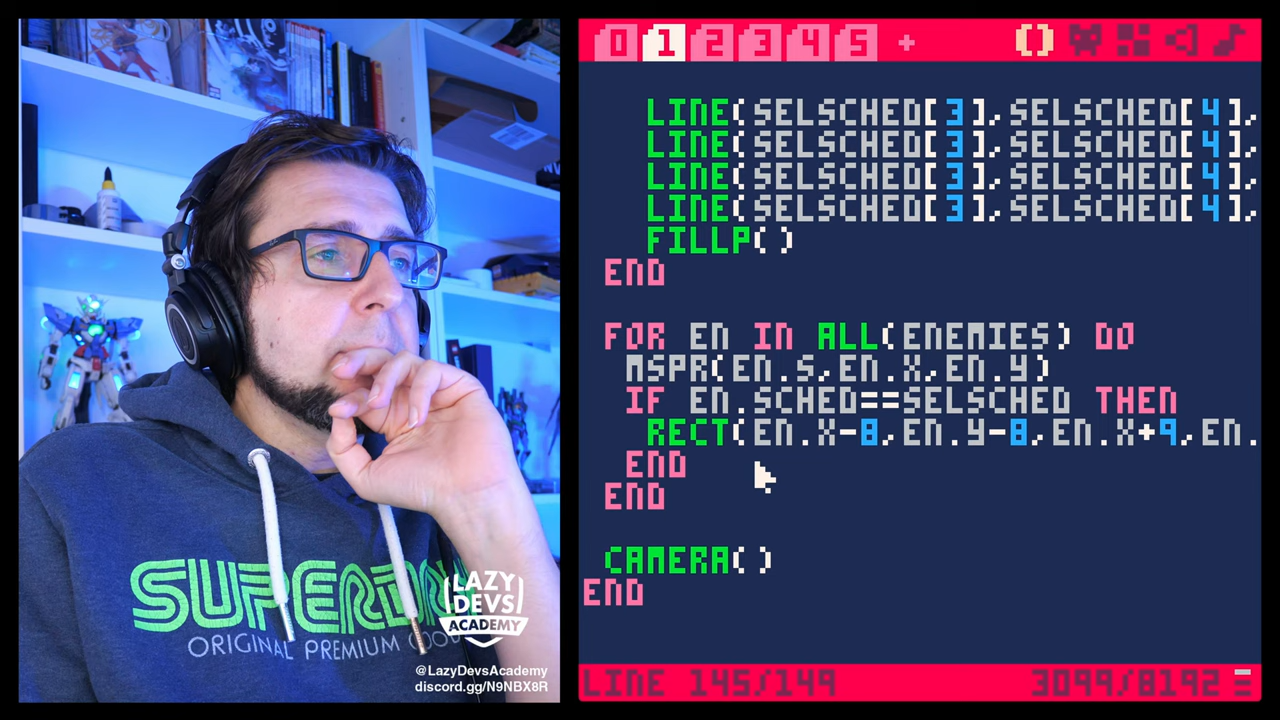 0 1 2 3 4 5 +
LINE(SELSCHED[3],SELSCHED[4],
LINE(SELSCHED[3],SELSCHED[4],
LINE(SELSCHED[3],SELSCHED[4],
LINE(SELSCHED[3],SELSCHED[4],
FILLP()
END
FOR EN IN ALL(ENEMIES) DO
MSPR(EN.S,EN.X,EN.Y)
IF EN.SCHED==SELSCHED THEN
RECT(EN.X-8,EN.Y-8,EN.X+9,EN.
END
END
CAMERA()
END
LINE 145/149 3099/8192
ORIGINAL PREMIUM
LAZY
DEVS
ACADEMY
@LazyDevsAcademy
discord.gg/N9NBX8R